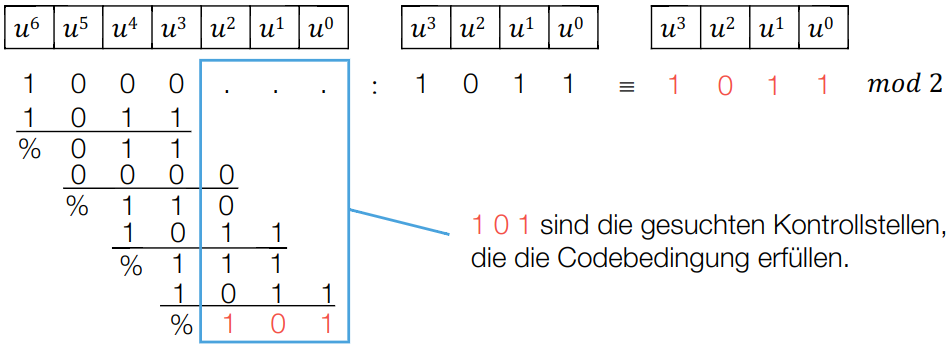 u⁶ u⁵ u⁴ u³ u² u¹ u⁰ u³ u² u¹ u⁰ u³ u² u¹ u⁰
1 0 0 0 . . . : 1 0 1 1 ≡ 1 0 1 1 mod 2
1 0 1 1
% 0 1 1
0 0 0 0
% 1 1 0
1 0 1 1
% 1 1 1
1 0 1 1
% 1 0 1
1 0 1 sind die gesuchten Kontrollstellen,
die die Codebedingung erfüllen.